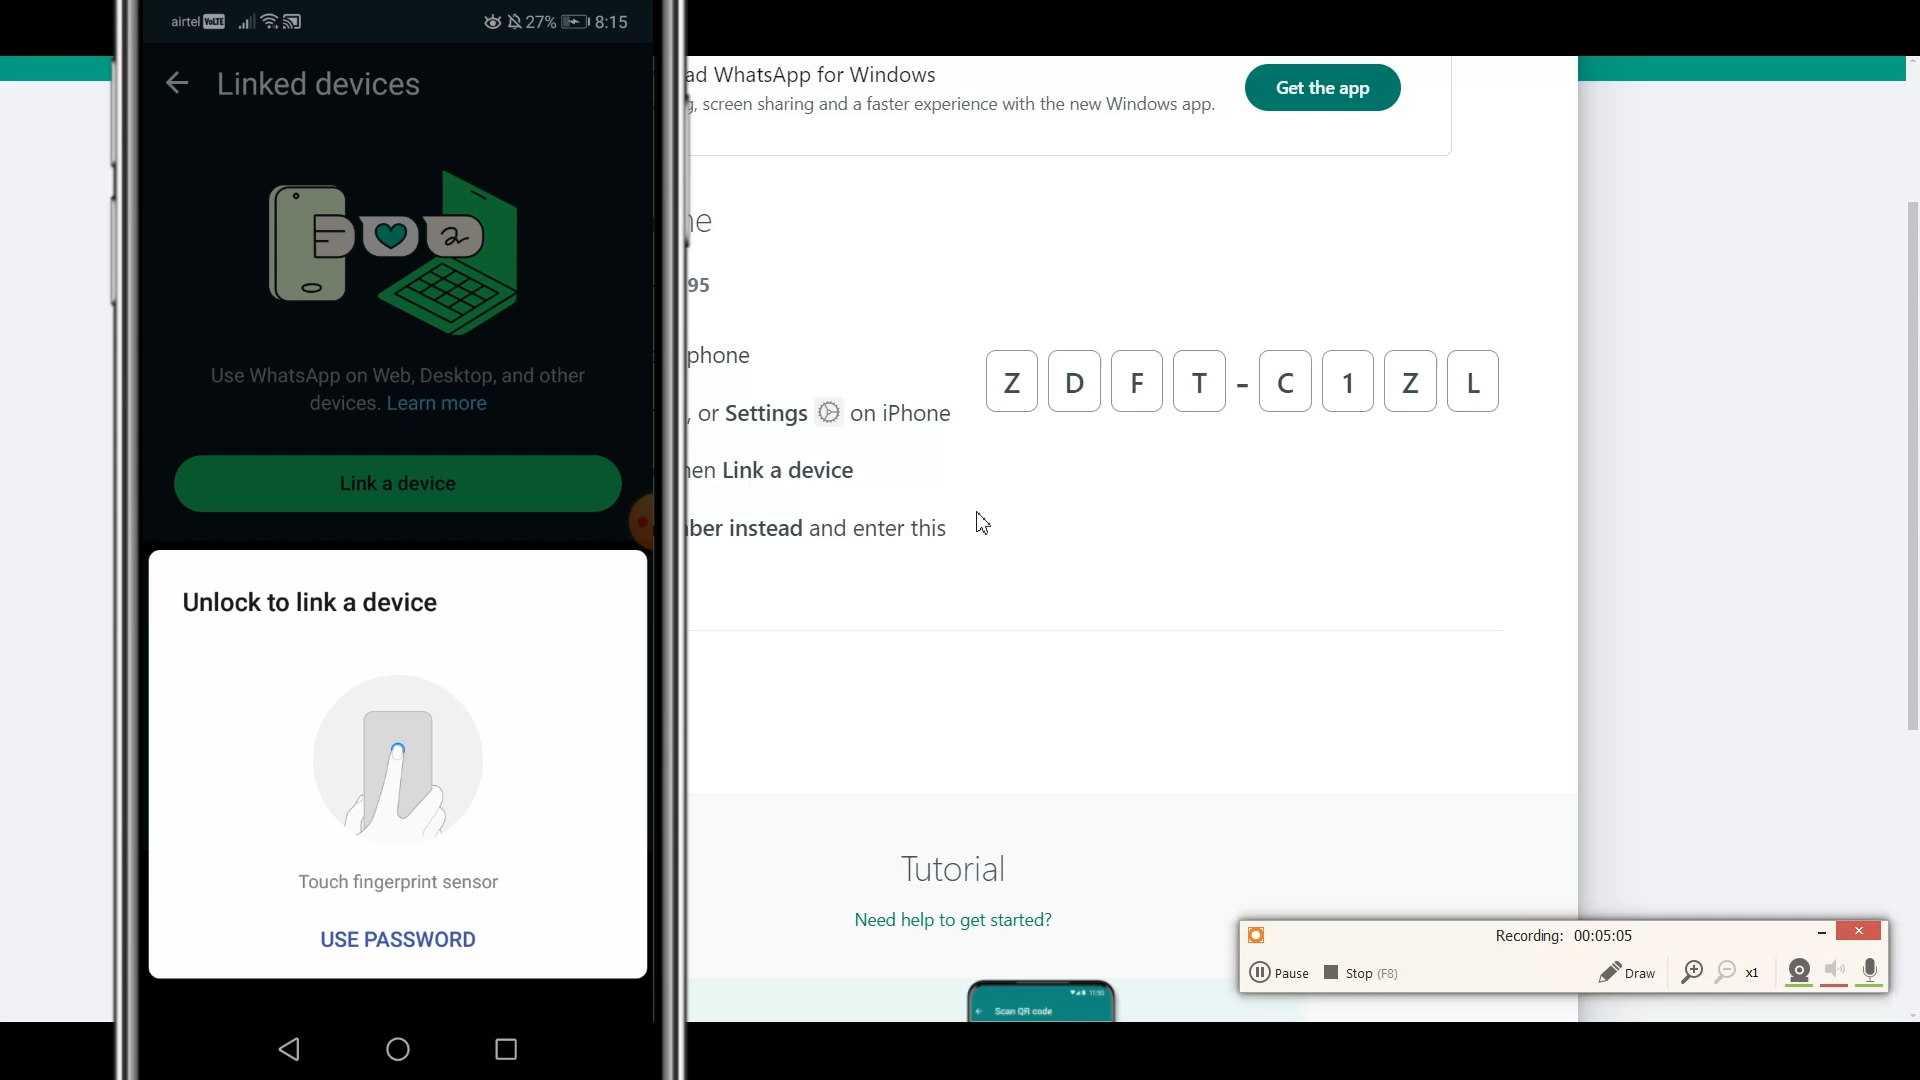 airtel VoLTE 27% 8:15
Linked devices
Use WhatsApp on Web, Desktop, and other
devices. Learn more
Link a device
Unlock to link a device
Touch fingerprint sensor
USE PASSWORD
ad WhatsApp for Windows
g, screen sharing and a faster experience with the new Windows app.
Get the app
ne
95
phone
, or Settings on iPhone
hen Link a device
ber instead and enter this
Z D F T - C 1 Z L
Tutorial
Need help to get started?
11:50
Scan QR code
Recording: 00:05:05
Pause Stop (F8) Draw x1